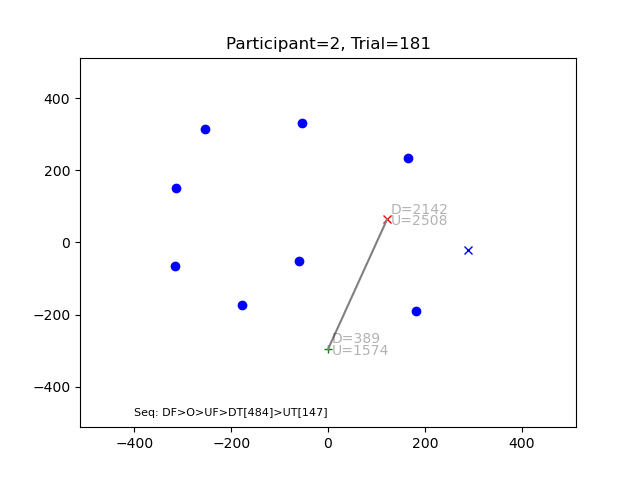 Participant=2, Trial=181
400
200
0
−200
−400
D=2142
U=2508
D=389
U=1574
Seq: DF>O>UF>DT[484]>UT[147]
−400
−200
0
200
400